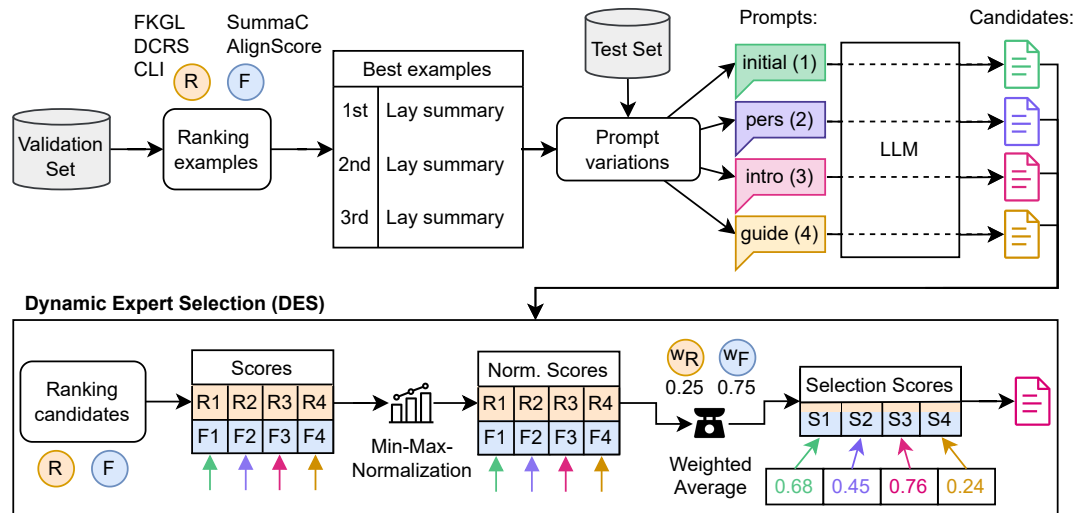 FKGL
DCRS
CLI
SummaC
AlignScore
R
F
Validation
Set
Ranking
examples
Best examples
1st Lay summary
2nd Lay summary
3rd Lay summary
Test Set
Prompt
variations
Prompts:
initial (1)
pers (2)
intro (3)
guide (4)
LLM
Candidates:
Dynamic Expert Selection (DES)
Ranking
candidates
R F
Scores
R1 R2 R3 R4
F1 F2 F3 F4
Min-Max-
Normalization
Norm. Scores
R1 R2 R3 R4
F1 F2 F3 F4
wR wF
0.25 0.75
Weighted
Average
Selection Scores
S1 S2 S3 S4
0.68 0.45 0.76 0.24